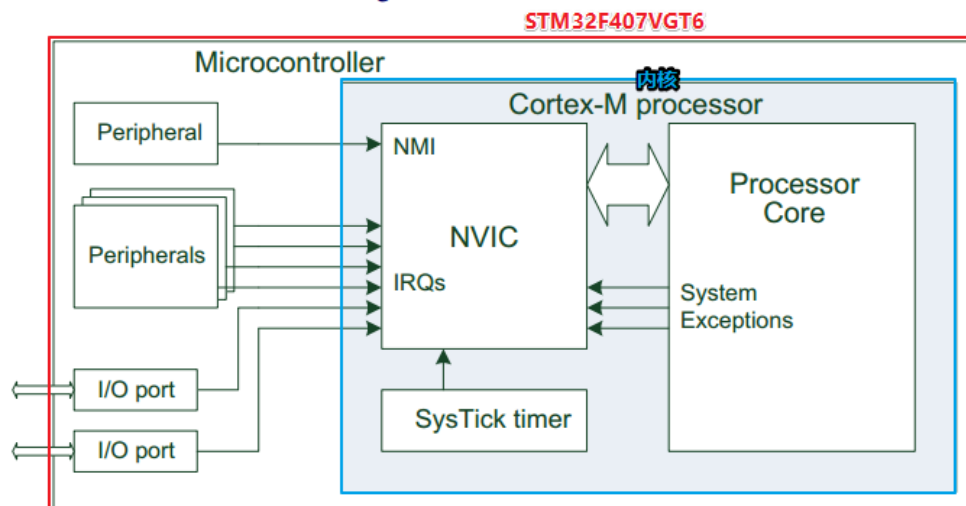 STM32F407VGT6
Microcontroller
内核
Cortex-M processor
Peripheral
NMI
Processor
Core
NVIC
Peripherals
IRQs
System
Exceptions
I/O port
SysTick timer
I/O port